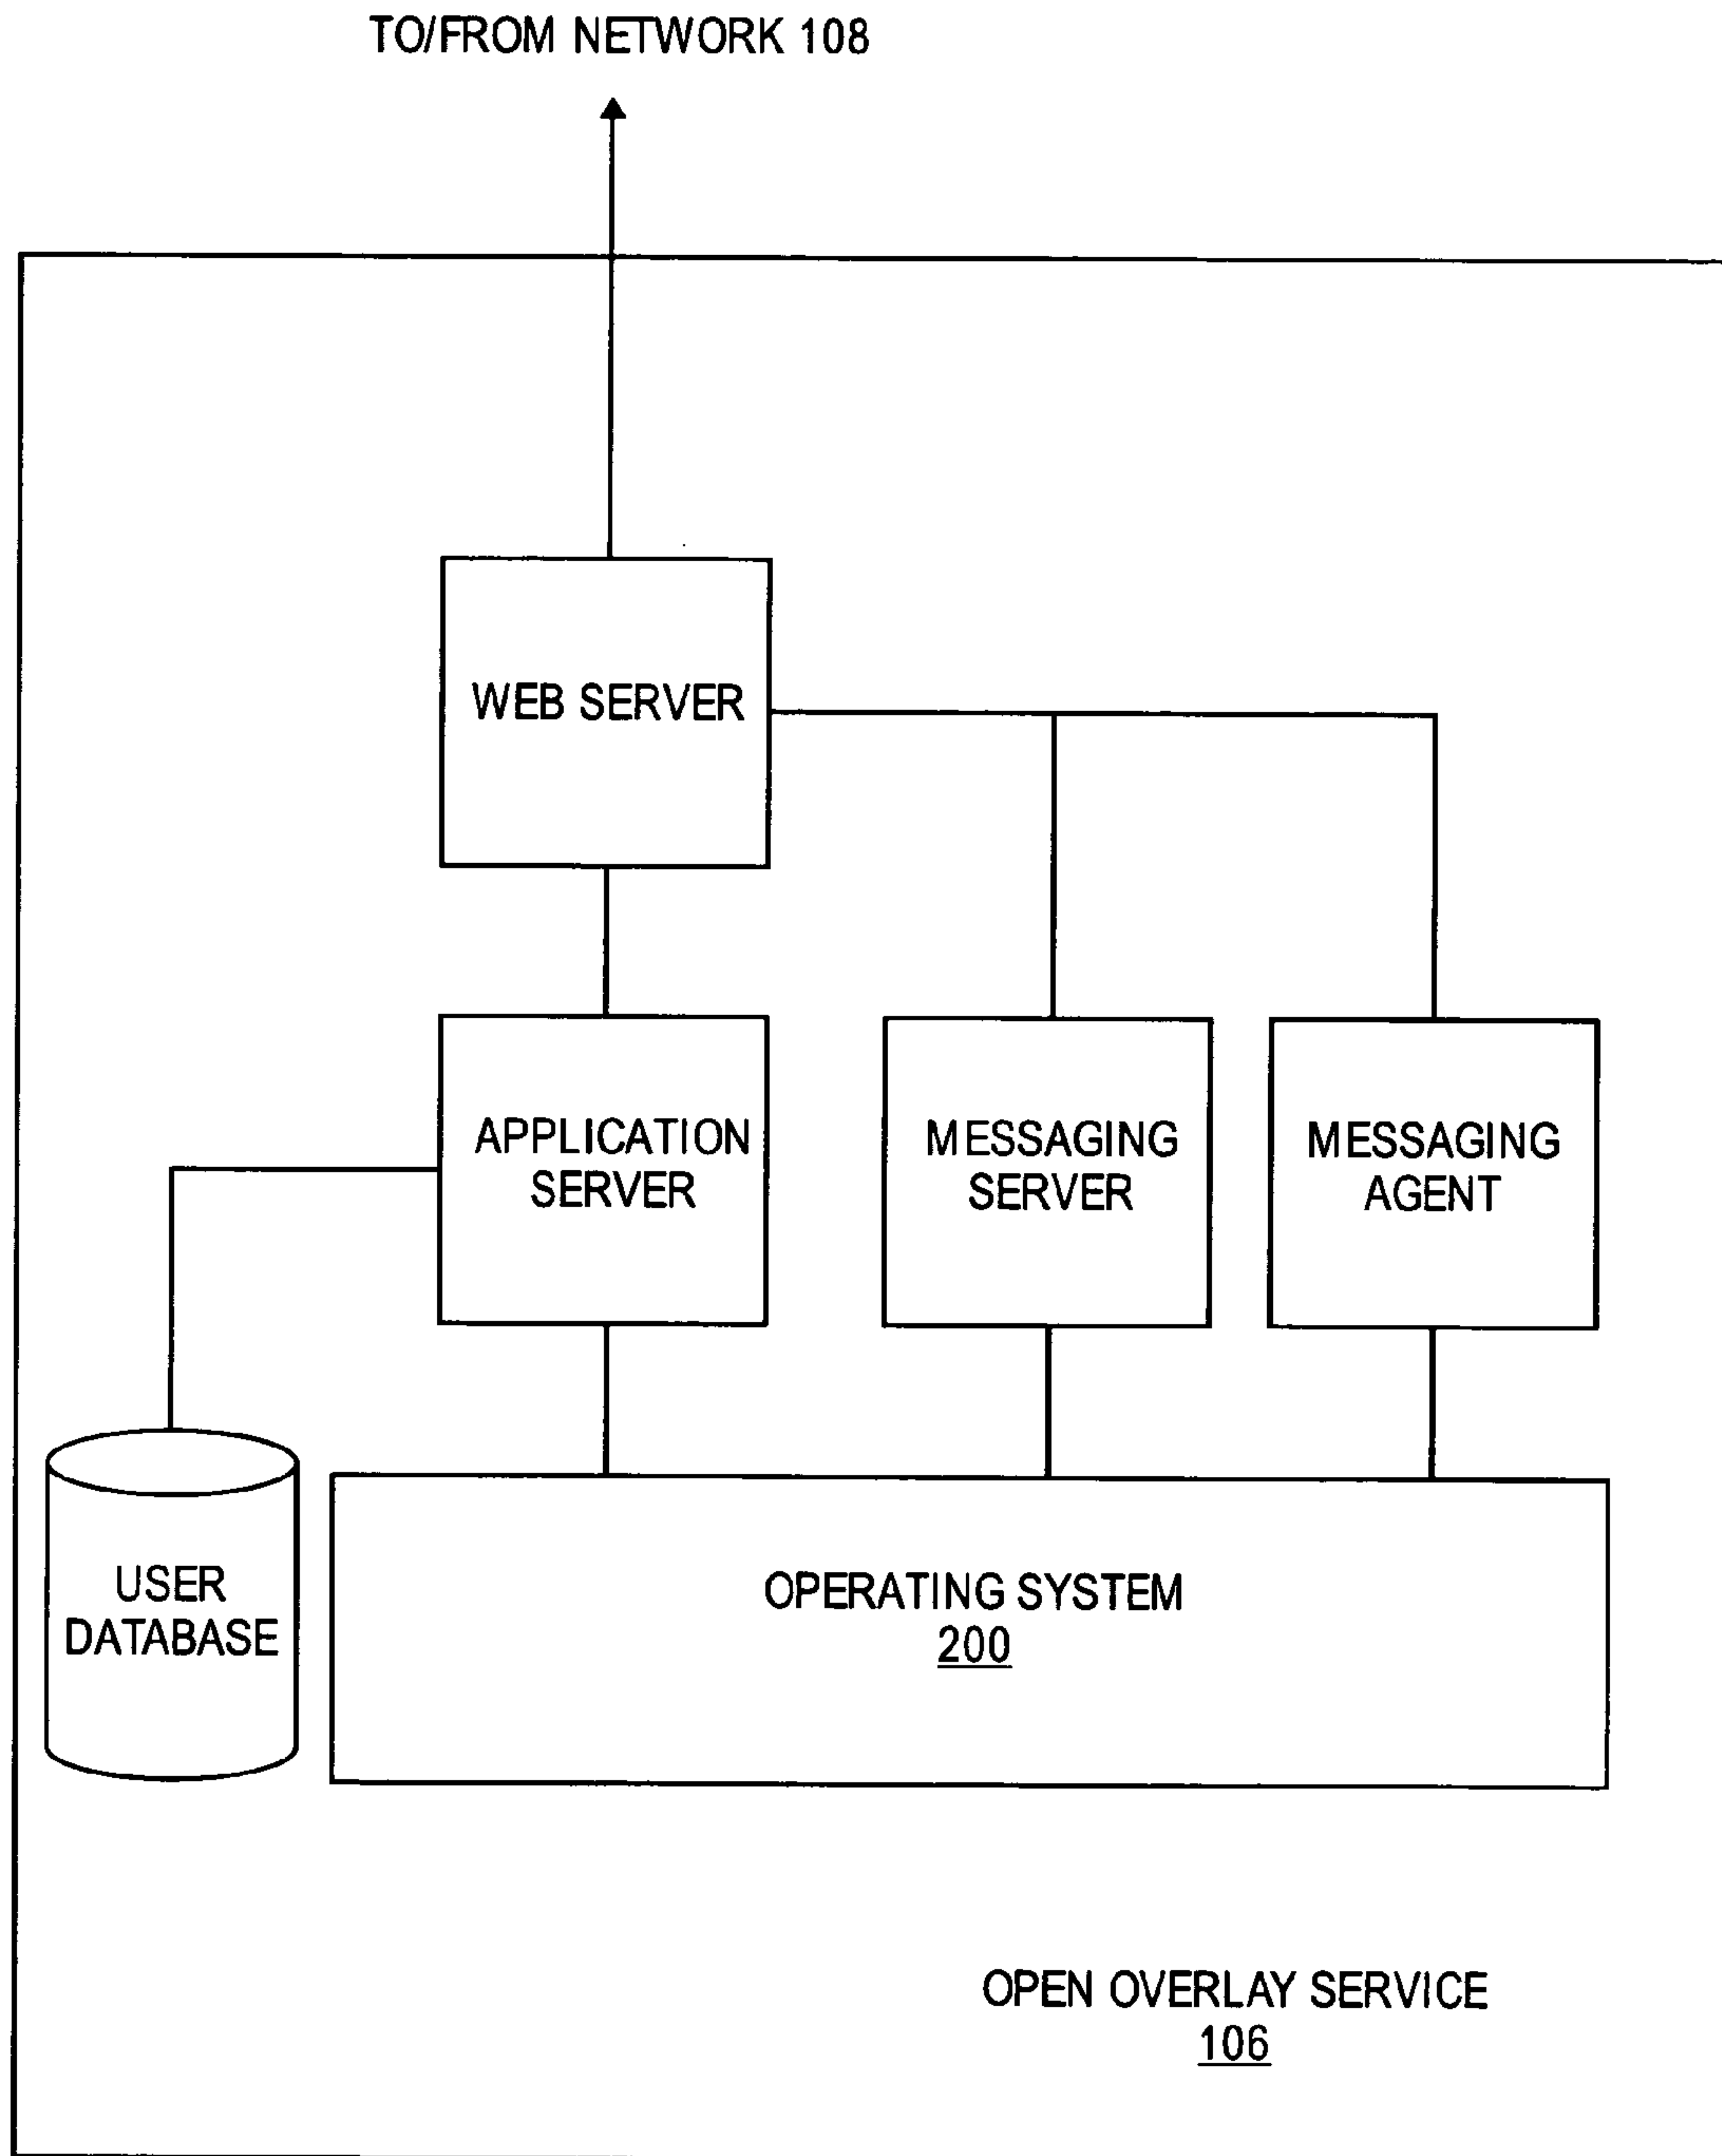 TO/FROM NETWORK 108
WEB SERVER
APPLICATION
SERVER
MESSAGING
SERVER
MESSAGING
AGENT
USER
DATABASE
OPERATING SYSTEM
200
OPEN OVERLAY SERVICE
106